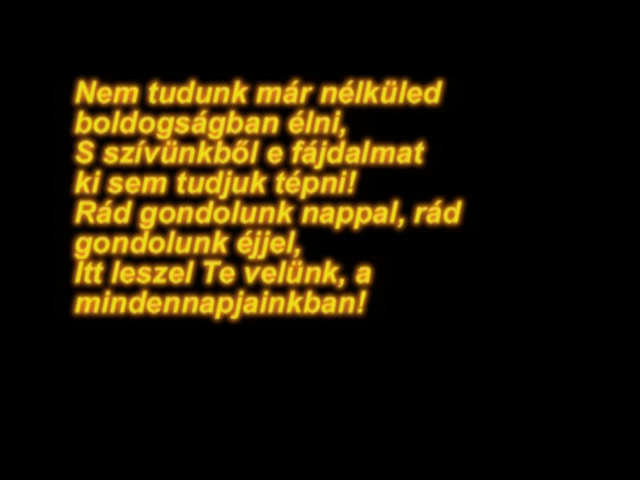 Nem tudunk már nélküled
boldogságban élni,
S szívünkből e fájdalmat
ki sem tudjuk tépni!
Rád gondolunk nappal, rád
gondolunk éjjel,
Itt leszel Te velünk, a
mindennapjainkban!